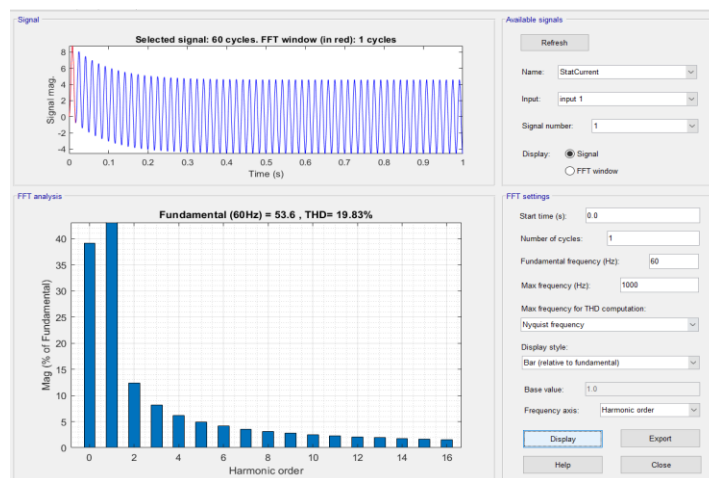 Signal
Selected signal: 60 cycles. FFT window (in red): 1 cycles
8
6
4
2
0
-2
-4
Signal mag.
0 0.1 0.2 0.3 0.4 0.5 0.6 0.7 0.8 0.9 1
Time (s)
FFT analysis
Fundamental (60Hz) = 53.6 , THD= 19.83%
40
35
30
25
20
15
10
5
0
Mag (% of Fundamental)
0 2 4 6 8 10 12 14 16
Harmonic order
Available signals
Refresh
Name: StatCurrent
Input: input 1
Signal number: 1
Display: Signal
FFT window
FFT settings
Start time (s): 0.0
Number of cycles: 1
Fundamental frequency (Hz): 60
Max frequency (Hz): 1000
Max frequency for THD computation:
Nyquist frequency
Display style:
Bar (relative to fundamental)
Base value: 1.0
Frequency axis: Harmonic order
Display Export
Help Close